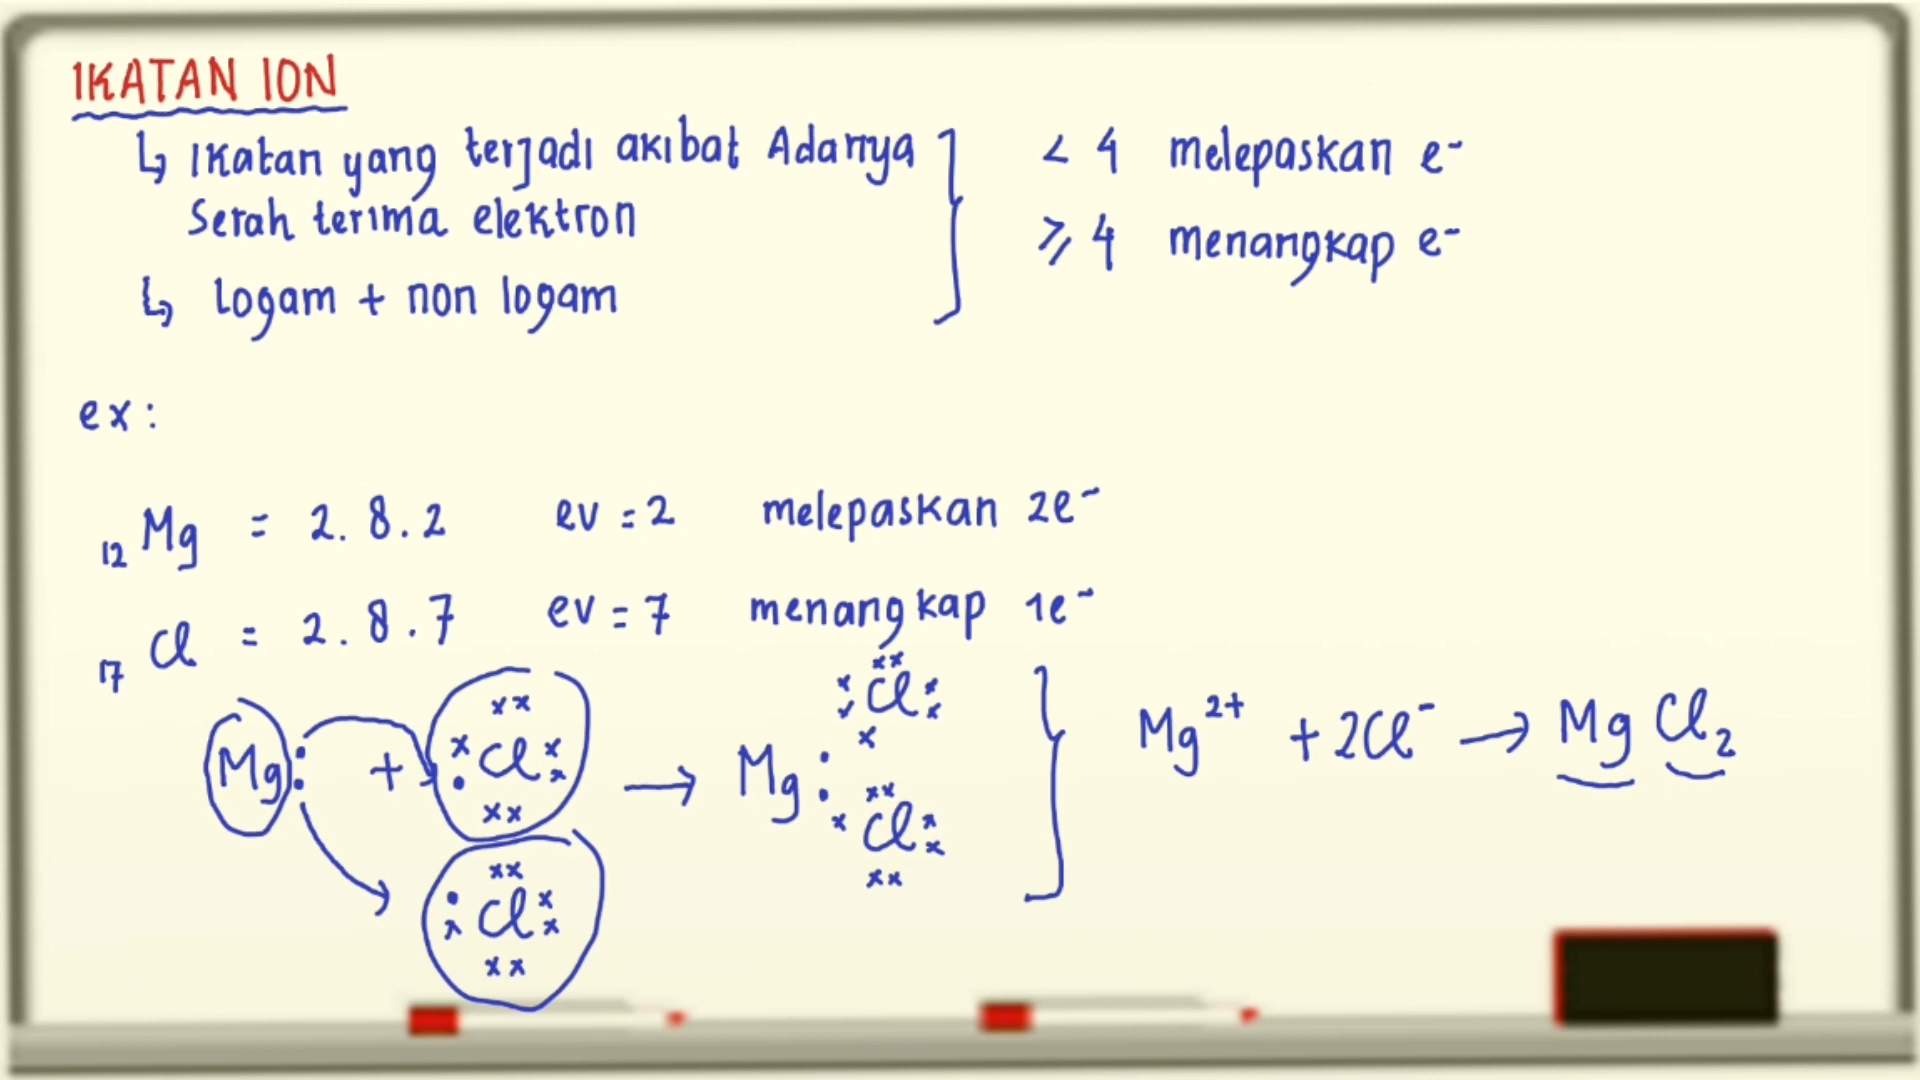 IKATAN ION
↳ Ikatan yang terjadi akibat Adanya
Serah terima elektron
↳ logam + non logam
< 4 melepaskan e⁻
≥ 4 menangkap e⁻
ex:
₁₂Mg = 2. 8. 2 ev = 2 melepaskan 2e⁻
₁₇Cl = 2. 8. 7 ev = 7 menangkap 1e⁻
Mg: + Cl → Mg: Cl
Cl Cl
Mg²⁺ + 2Cl⁻ → MgCl₂